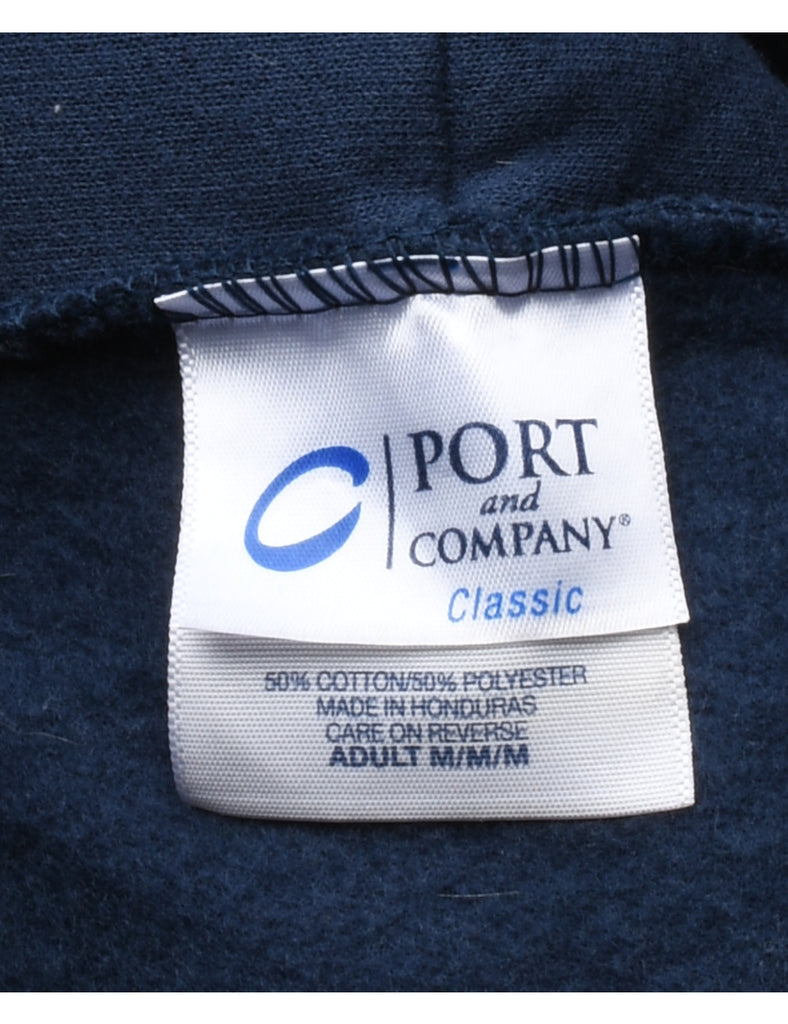 PORT
and
COMPANY®
Classic
50% COTTON/50% POLYESTER
MADE IN HONDURAS
CARE ON REVERSE
ADULT M/M/M